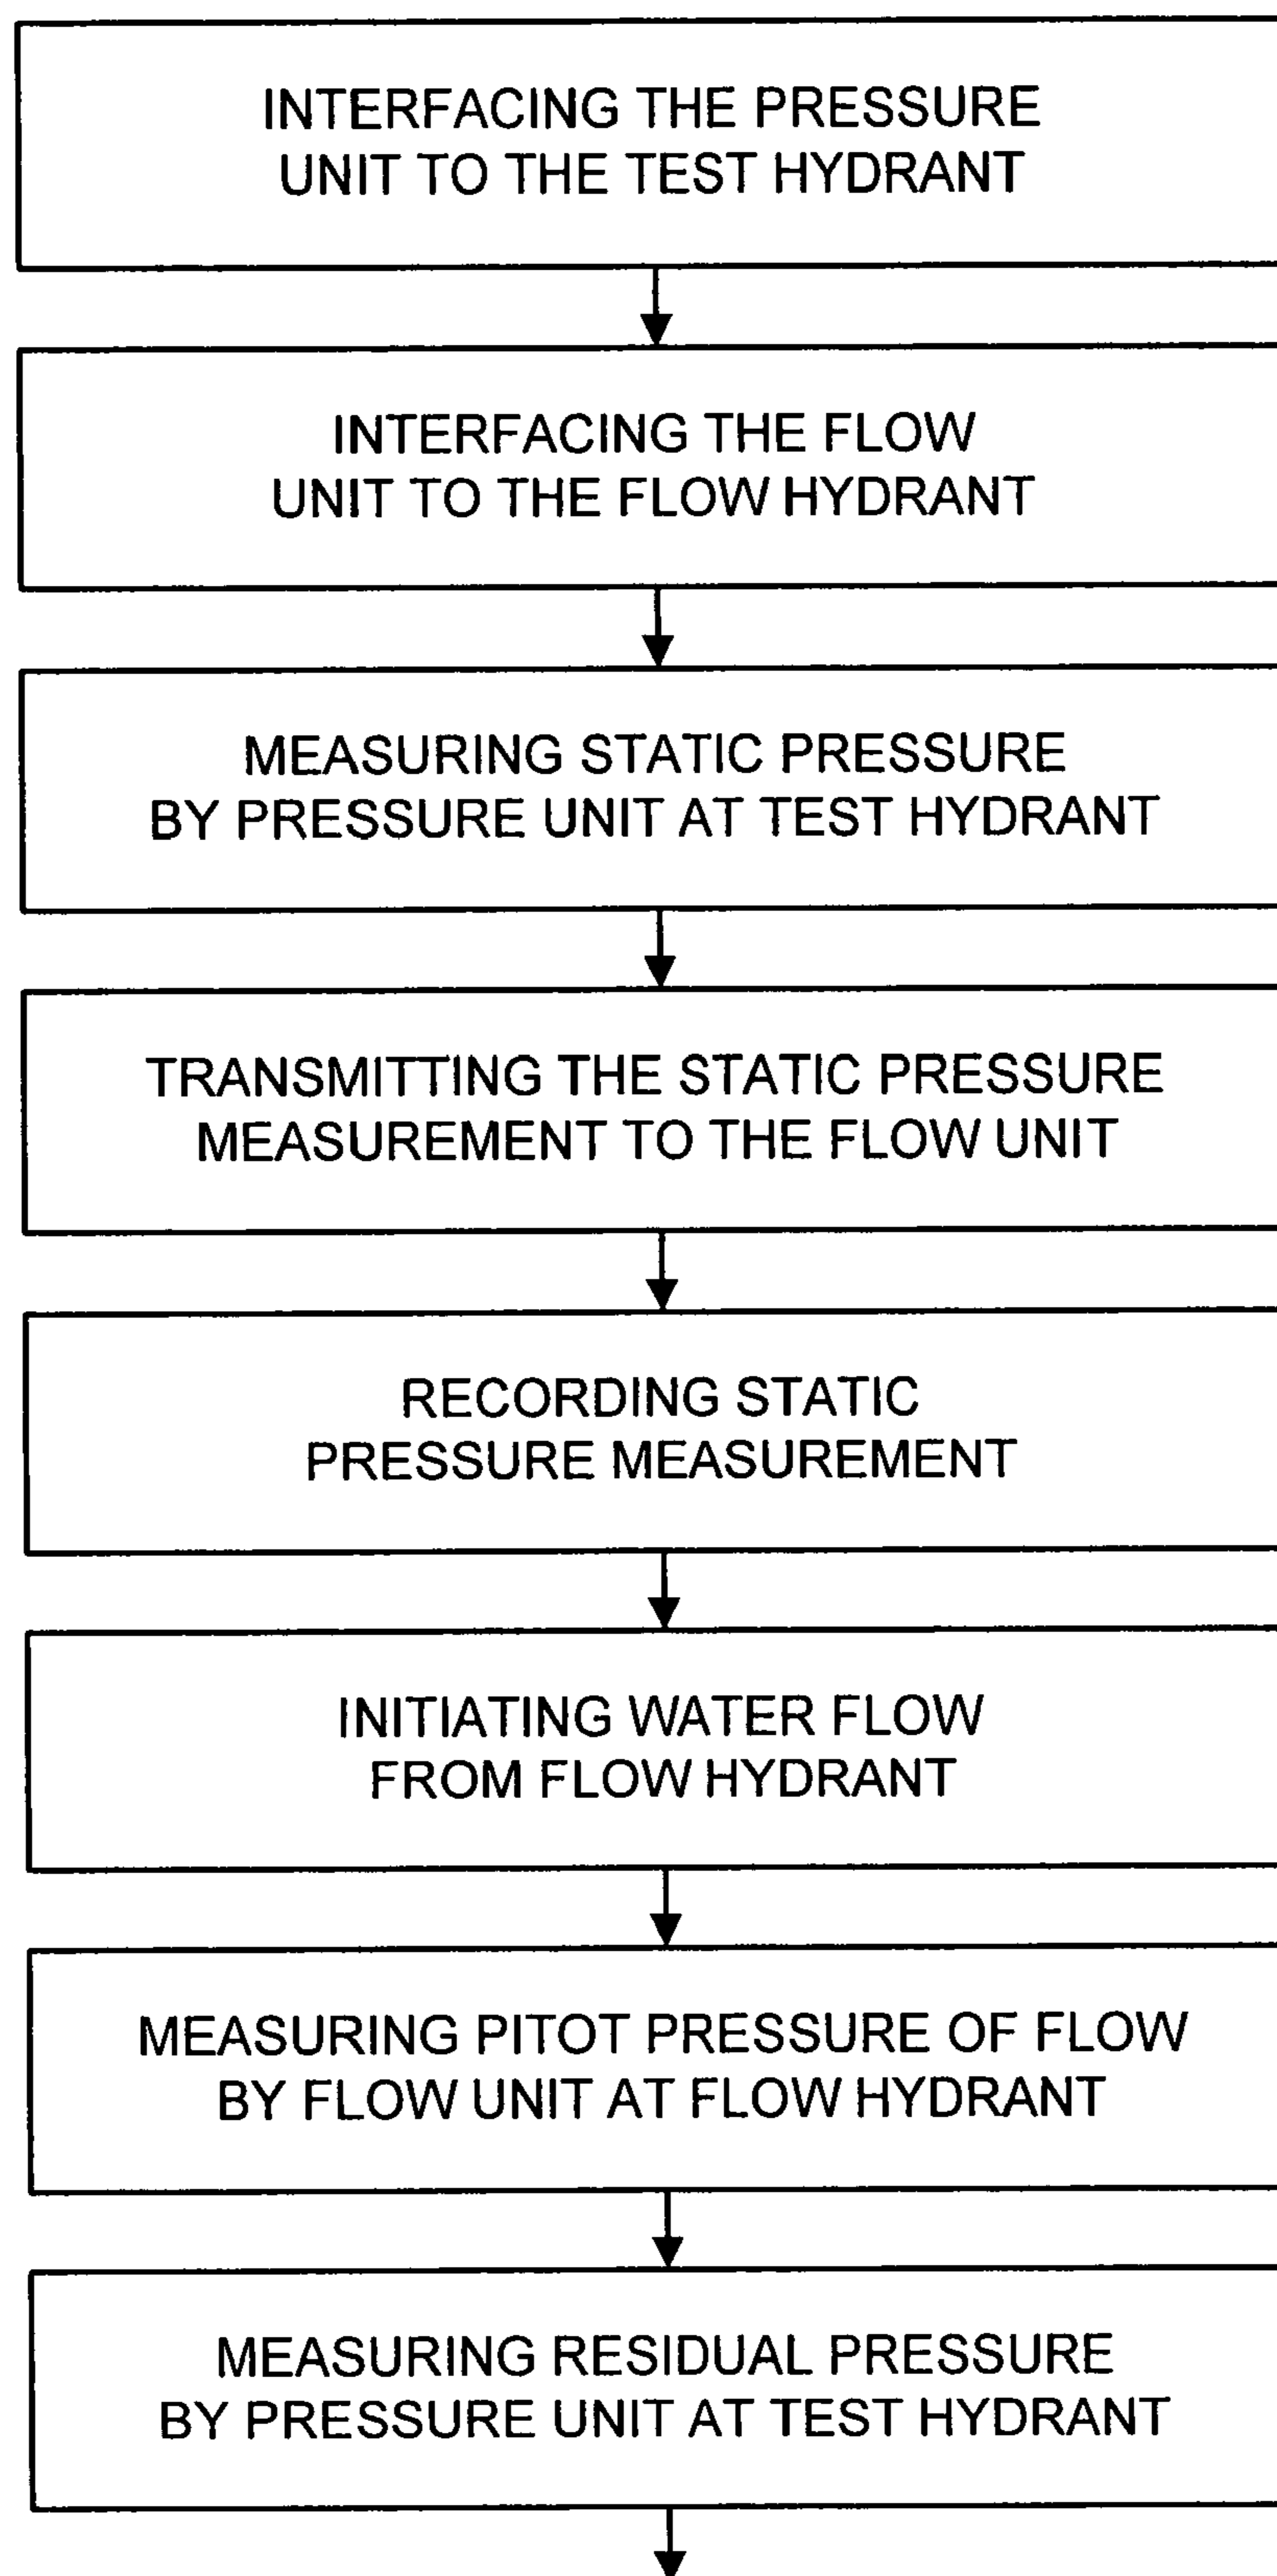 INTERFACING THE PRESSURE
UNIT TO THE TEST HYDRANT
INTERFACING THE FLOW
UNIT TO THE FLOW HYDRANT
MEASURING STATIC PRESSURE
BY PRESSURE UNIT AT TEST HYDRANT
TRANSMITTING THE STATIC PRESSURE
MEASUREMENT TO THE FLOW UNIT
RECORDING STATIC
PRESSURE MEASUREMENT
INITIATING WATER FLOW
FROM FLOW HYDRANT
MEASURING PITOT PRESSURE OF FLOW
BY FLOW UNIT AT FLOW HYDRANT
MEASURING RESIDUAL PRESSURE
BY PRESSURE UNIT AT TEST HYDRANT